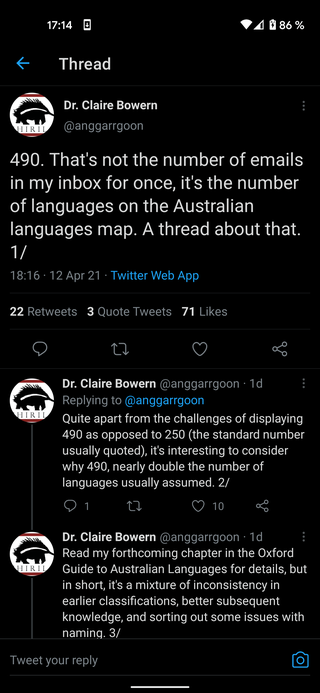 17:14
86 %
Thread
Dr. Claire Bowern
@anggarrgoon
490. That's not the number of emails
in my inbox for once, it's the number
of languages on the Australian
languages map. A thread about that.
1/
18:16 · 12 Apr 21 · Twitter Web App
22 Retweets 3 Quote Tweets 71 Likes
Dr. Claire Bowern @anggarrgoon · 1d
Replying to @anggarrgoon
Quite apart from the challenges of displaying
490 as opposed to 250 (the standard number
usually quoted), it's interesting to consider
why 490, nearly double the number of
languages usually assumed. 2/
1 10
Dr. Claire Bowern @anggarrgoon · 1d
Read my forthcoming chapter in the Oxford
Guide to Australian Languages for details, but
in short, it's a mixture of inconsistency in
earlier classifications, better subsequent
knowledge, and sorting out some issues with
naming. 3/
Tweet your reply